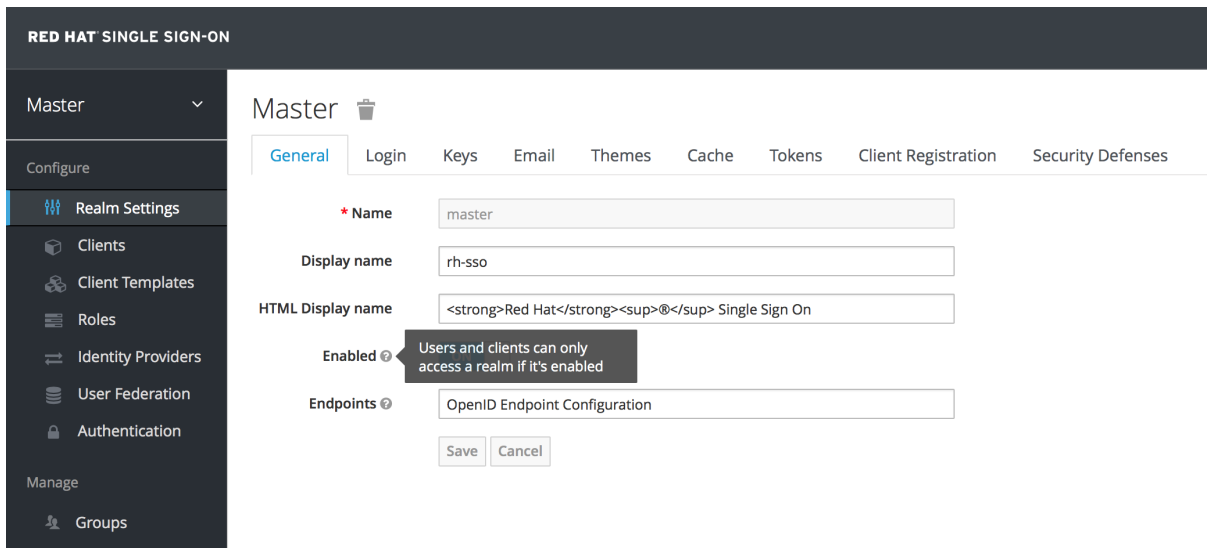 RED HAT SINGLE SIGN-ON
Master
Configure
Realm Settings
Clients
Client Templates
Roles
Identity Providers
User Federation
Authentication
Manage
Groups
Master
General Login Keys Email Themes Cache Tokens Client Registration Security Defenses
* Name master
Display name rh-sso
HTML Display name <strong>Red Hat</strong><sup>®</sup> Single Sign On
Enabled
Users and clients can only
access a realm if it's enabled
Endpoints OpenID Endpoint Configuration
Save Cancel